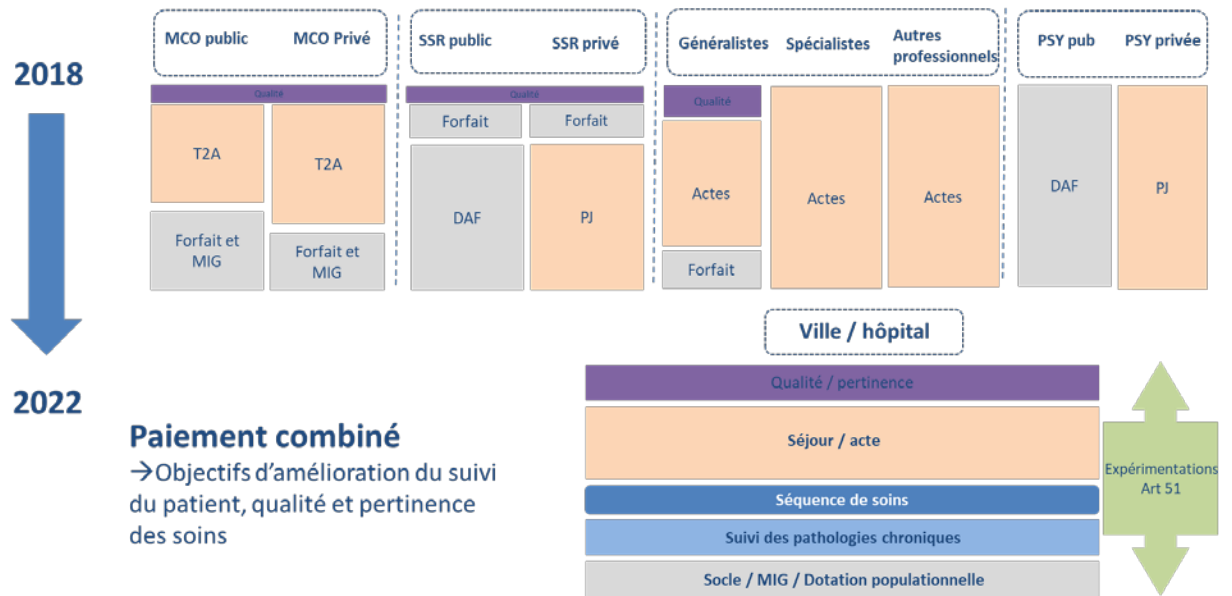 2018
MCO public
MCO Privé
SSR public
SSR privé
Généralistes
Spécialistes
Autres
professionnels
PSY pub
PSY privée
Qualité
Qualité
Qualité
T2A
T2A
Forfait et
MIG
Forfait et
MIG
Forfait
Forfait
DAF
PJ
Actes
Forfait
Actes
Actes
DAF
PJ
Ville / hôpital
2022
Paiement combiné
→Objectifs d'amélioration du suivi
du patient, qualité et pertinence
des soins
Qualité / pertinence
Séjour / acte
Séquence de soins
Suivi des pathologies chroniques
Socle / MIG / Dotation populationnelle
Expérimentations
Art 51